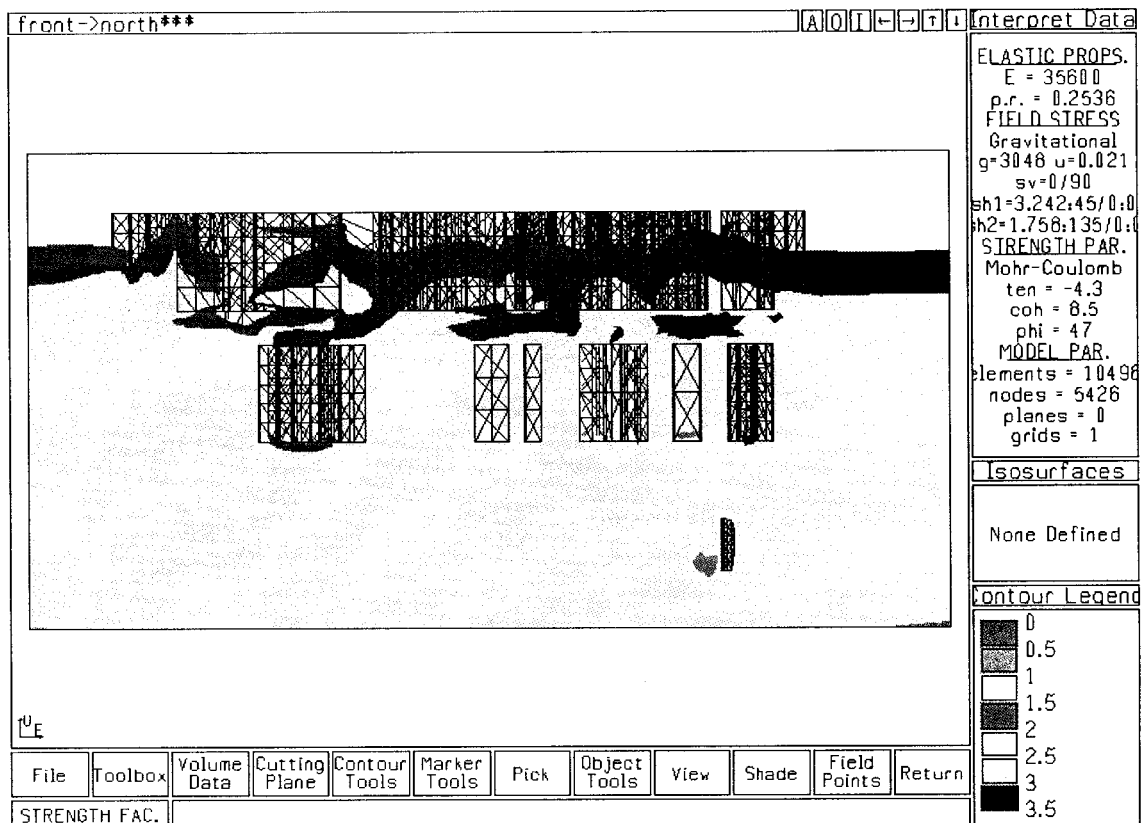 front->north***
A O I ← → ↑ ↓
Interpret Data
ELASTIC PROPS.
E = 35600
p.r. = 0.2536
FIELD STRESS
Gravitational
g=3048 u=0.021
sv=0/90
sh1=3.242:45/0:0
sh2=1.758:135/0:0
STRENGTH PAR.
Mohr-Coulomb
ten = -4.3
coh = 8.5
phi = 47
MODEL PAR.
elements = 10496
nodes = 5426
planes = 0
grids = 1
Isosurfaces
None Defined
Contour Legend
0
0.5
1
1.5
2
2.5
3
3.5
U
E
File
Toolbox
Volume
Data
Cutting
Plane
Contour
Tools
Marker
Tools
Pick
Object
Tools
View
Shade
Field
Points
Return
STRENGTH FAC.